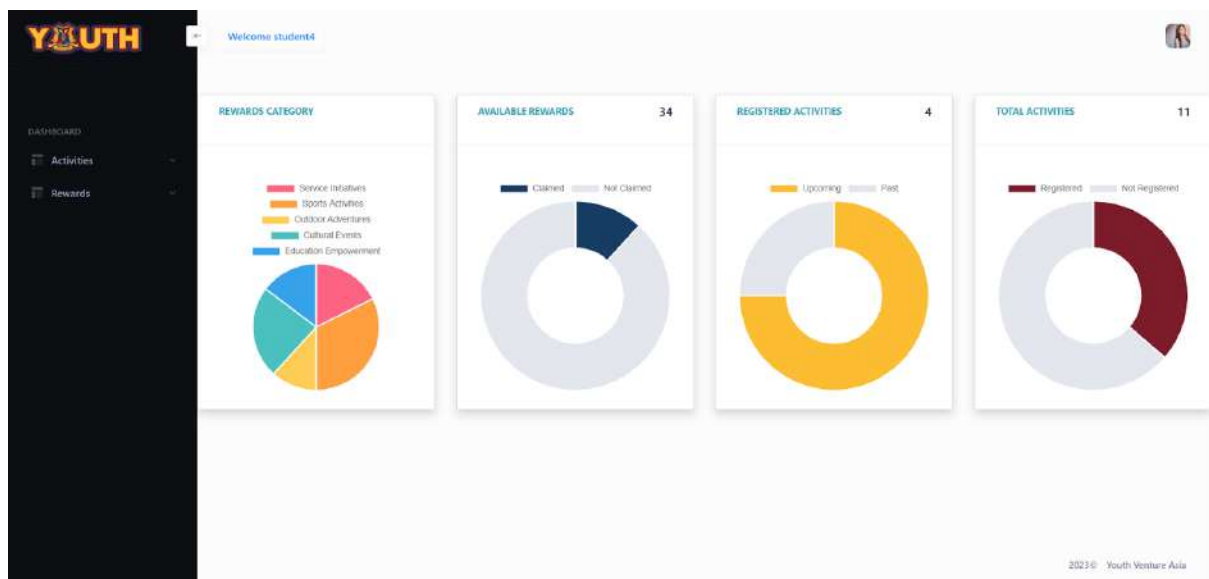 YOUTH
Welcome student4
DASHBOARD
Activities
Rewards
REWARDS CATEGORY
Service Initiatives
Sports Activities
Outdoor Adventures
Cultural Events
Education Empowerment
AVAILABLE REWARDS 34
Claimed Not Claimed
REGISTERED ACTIVITIES 4
Upcoming Past
TOTAL ACTIVITIES 11
Registered Not Registered
2023© Youth Venture Asia